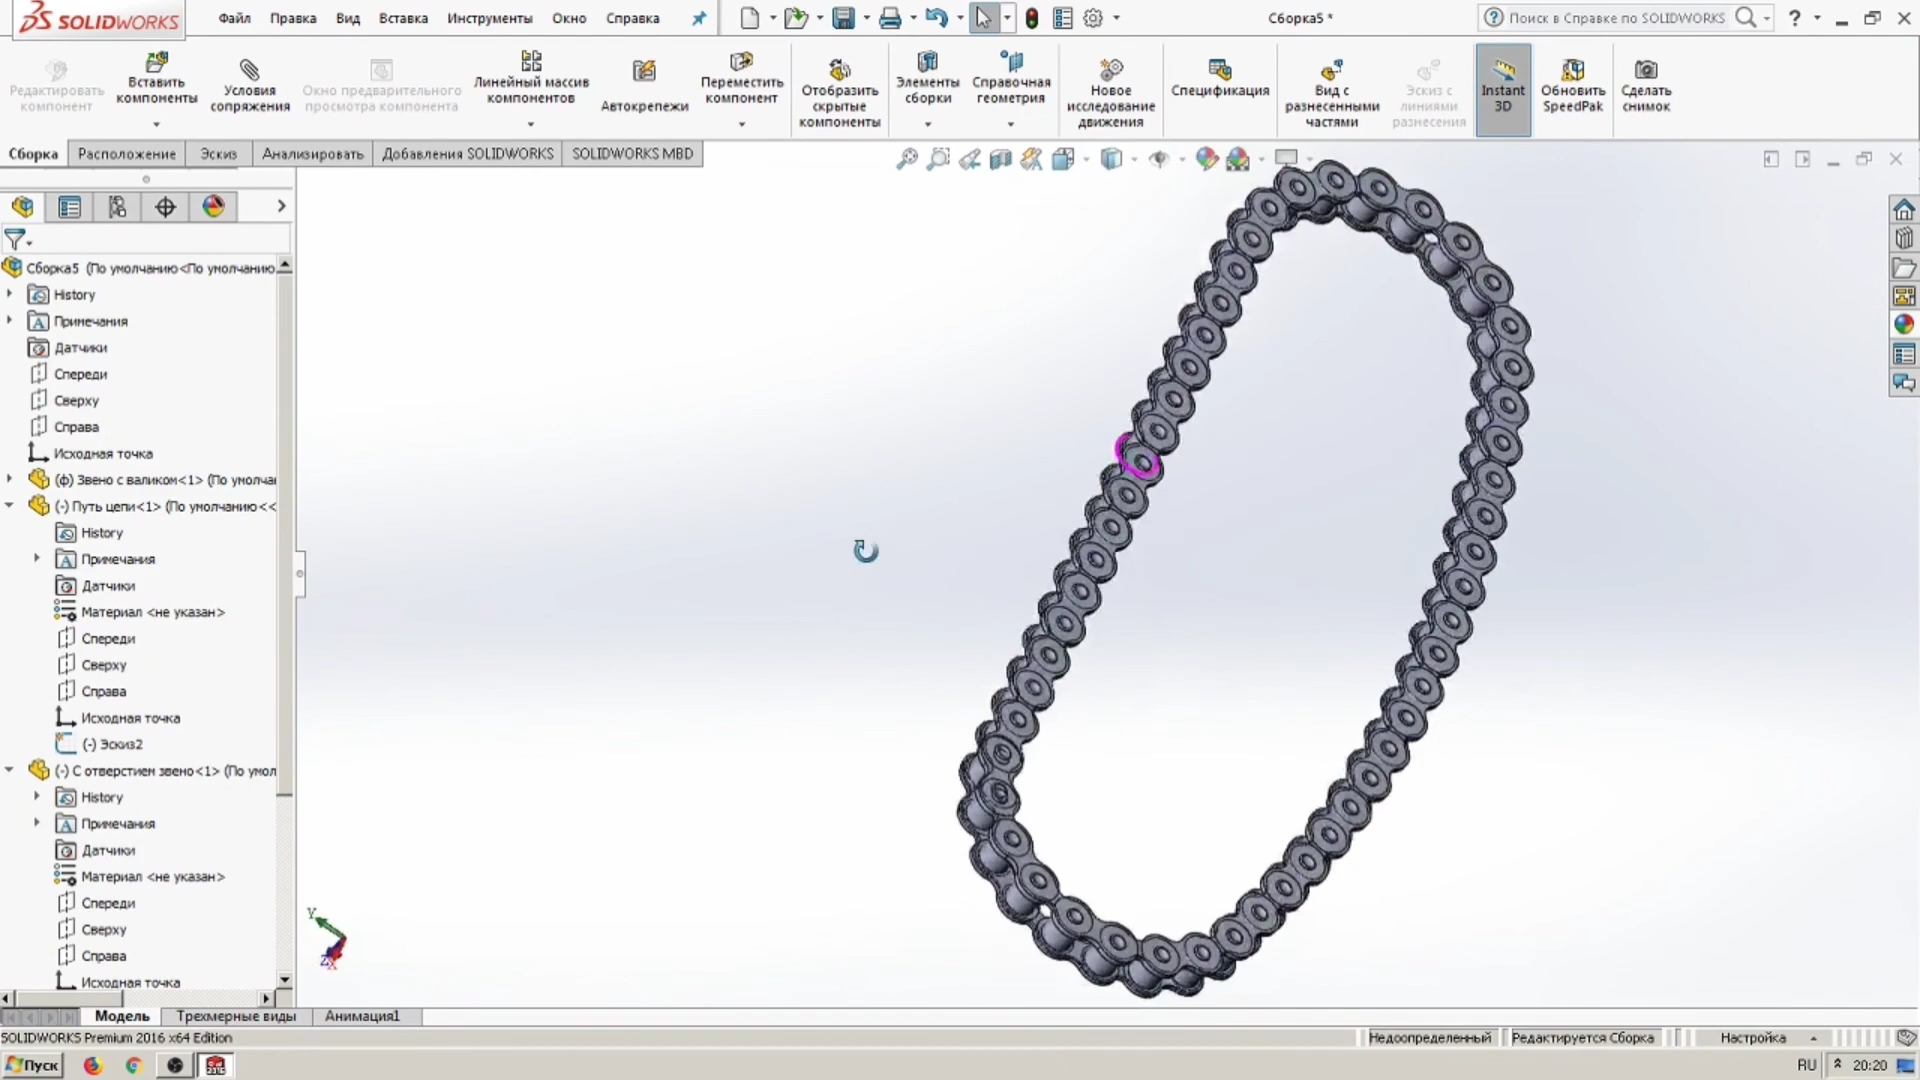 SOLIDWORKS
Файл
Правка
Вид
Вставка
Инструменты
Окно
Справка
Сборка5 *
Поиск в Справке по SOLIDWORKS
Редактировать
компонент
Вставить
компоненты
Условия
сопряжения
Окно предварительного
просмотра компонента
Линейный массив
компонентов
Автокрепежи
Переместить
компонент
Отобразить
скрытые
компоненты
Элементы
сборки
Справочная
геометрия
Новое
исследование
движения
Спецификация
Вид с
разнесенными
частями
Эскиз с
линиями
разнесения
Instant
3D
Обновить
SpeedPak
Сделать
снимок
Сборка
Расположение
Эскиз
Анализировать
Добавления SOLIDWORKS
SOLIDWORKS MBD
Сборка5 (По умолчанию<По умолчанию
History
Примечания
Датчики
Спереди
Сверху
Справа
Исходная точка
(ф) Звено с валиком<1> (По умолча
(-) Путь цепи<1> (По умолчанию<<
History
Примечания
Датчики
Материал <не указан>
Спереди
Сверху
Справа
Исходная точка
(-) Эскиз2
(-) С отверстием звено<1> (По умол
History
Примечания
Датчики
Материал <не указан>
Спереди
Сверху
Справа
Исходная точка
Y
Z
X
Модель
Трехмерные виды
Анимация1
SOLIDWORKS Premium 2016 x64 Edition
Недоопределенный
Редактируется Сборка
Настройка
Пуск
RU
20:20